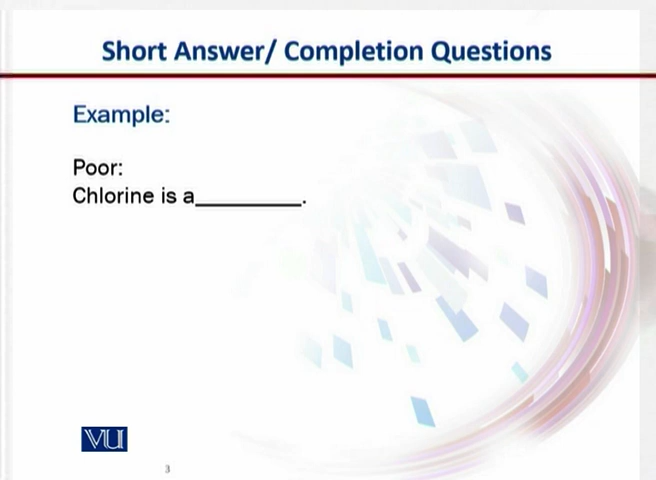 Short Answer/ Completion Questions
Example:
Poor:
Chlorine is a_________.
VU
3